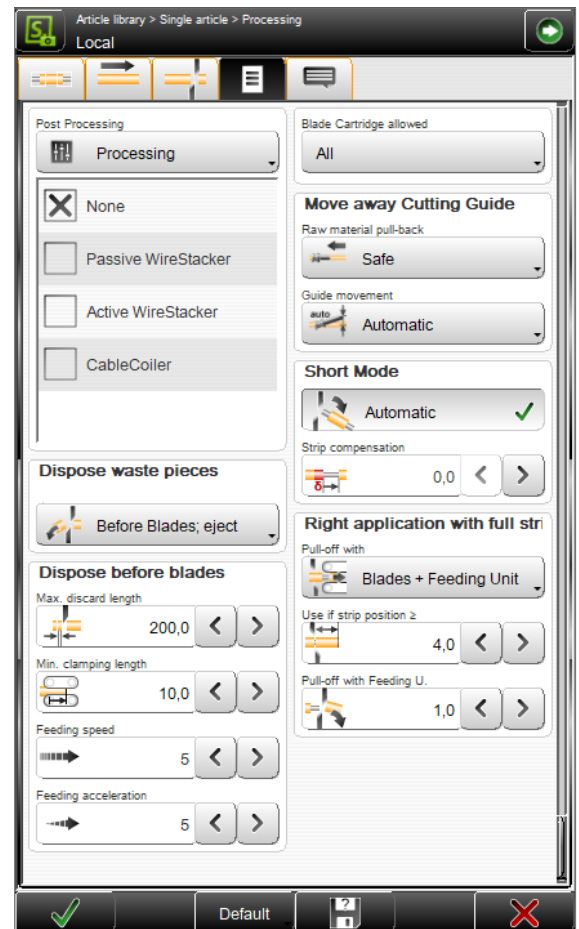 Article library > Single article > Processing
Local
Post Processing
Processing
None
Passive WireStacker
Active WireStacker
CableCoiler
Dispose waste pieces
Before Blades; eject
Dispose before blades
Max. discard length
200,0
Min. clamping length
10,0
Feeding speed
5
Feeding acceleration
5
Blade Cartridge allowed
All
Move away Cutting Guide
Raw material pull-back
Safe
Guide movement
auto
Automatic
Short Mode
Automatic
Strip compensation
δ
0,0
Right application with full stri
Pull-off with
Blades + Feeding Unit
Use if strip position ≥
4,0
Pull-off with Feeding U.
1,0
Default
?